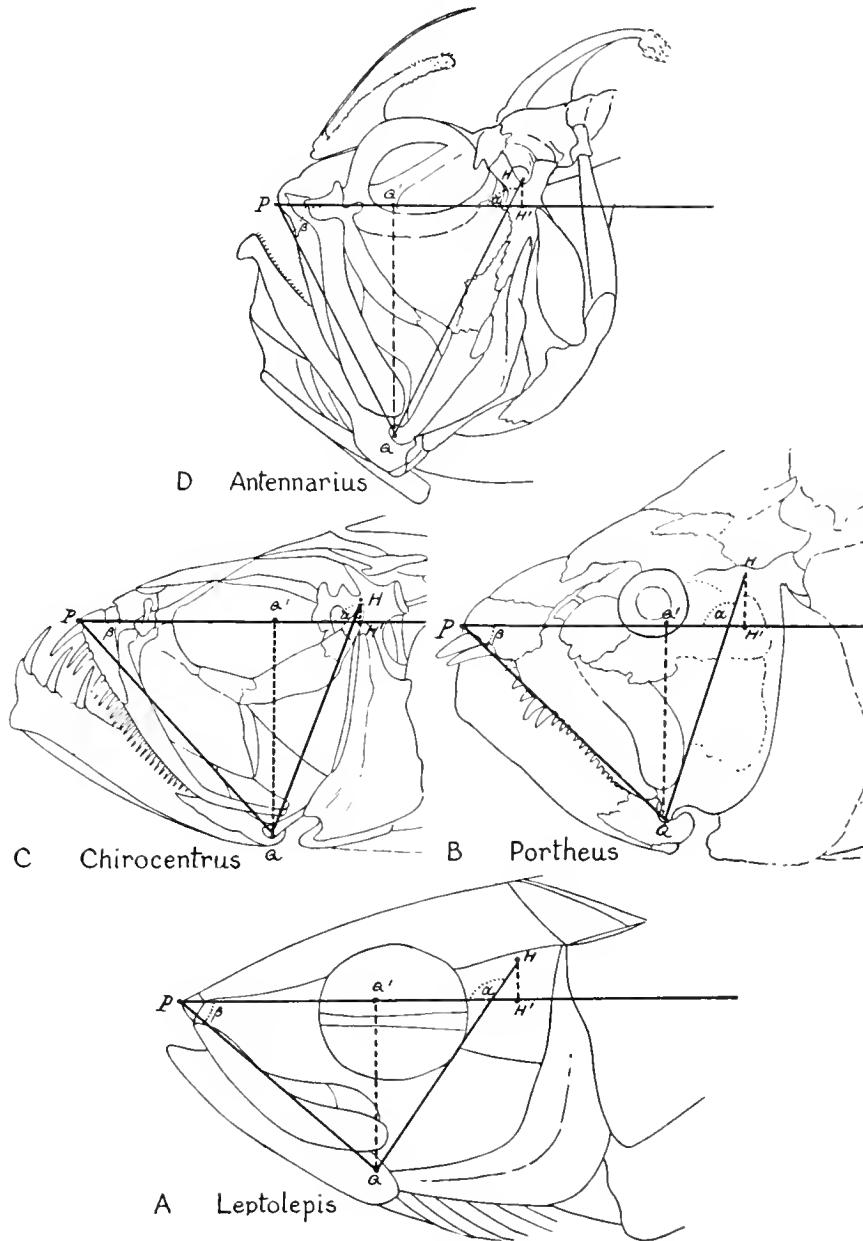 P Q' H α H' β Q
D Antennarius
P Q' H α H' β Q
C Chirocentrus
P Q' H α H' β Q
B Portheus
P Q' H α H' β Q
A Leptolepis